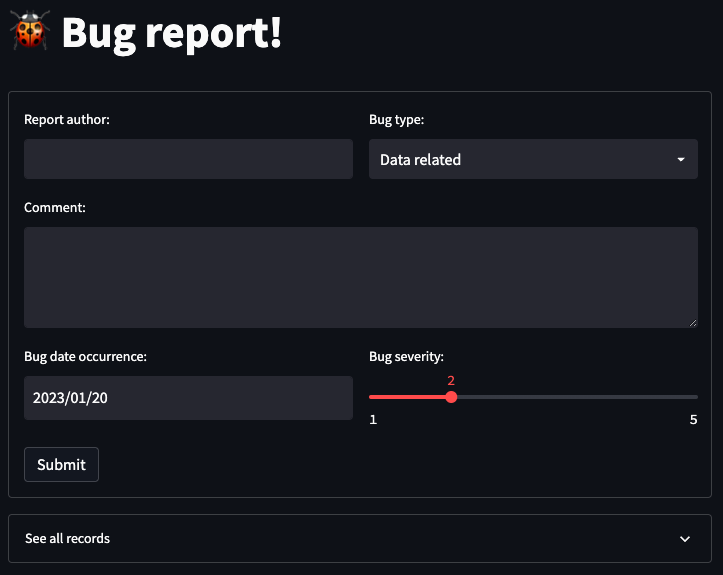 Bug report!
Report author:
Bug type:
Data related
Comment:
Bug date occurrence:
Bug severity:
2023/01/20
2
1
5
Submit
See all records